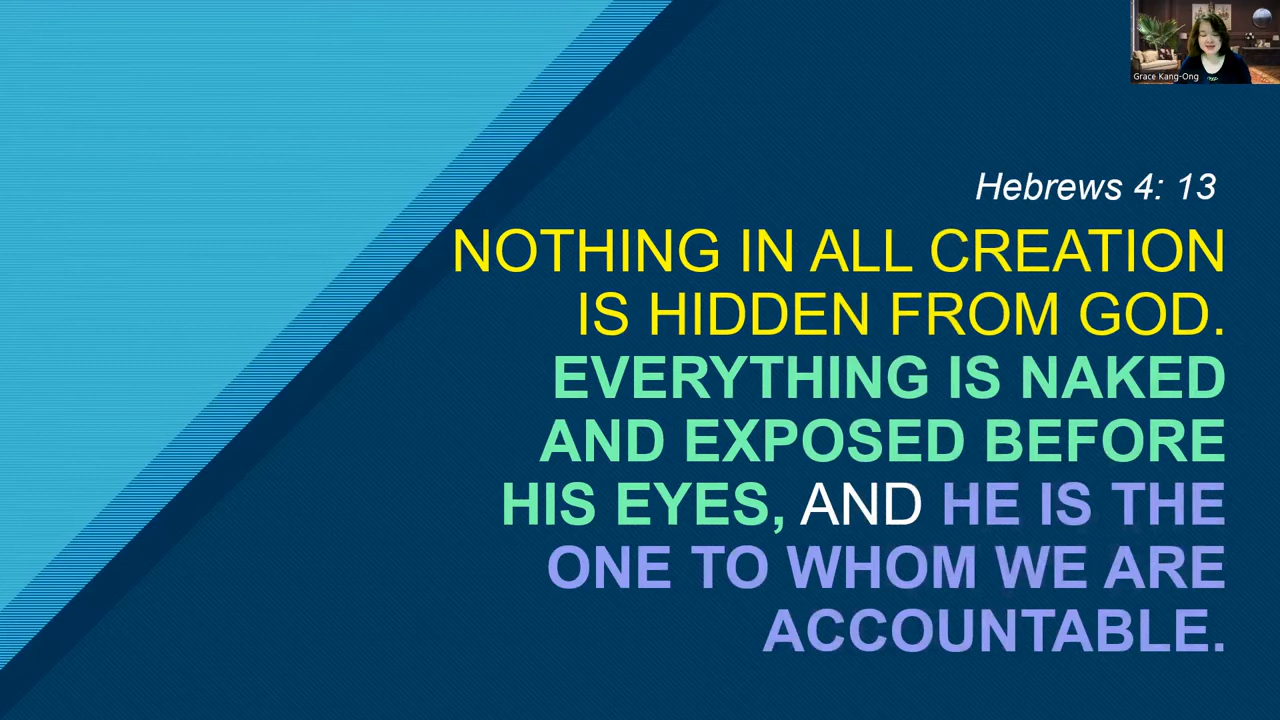 Grace Kang-Ong
Hebrews 4: 13
NOTHING IN ALL CREATION
IS HIDDEN FROM GOD.
EVERYTHING IS NAKED
AND EXPOSED BEFORE
HIS EYES, AND HE IS THE
ONE TO WHOM WE ARE
ACCOUNTABLE.